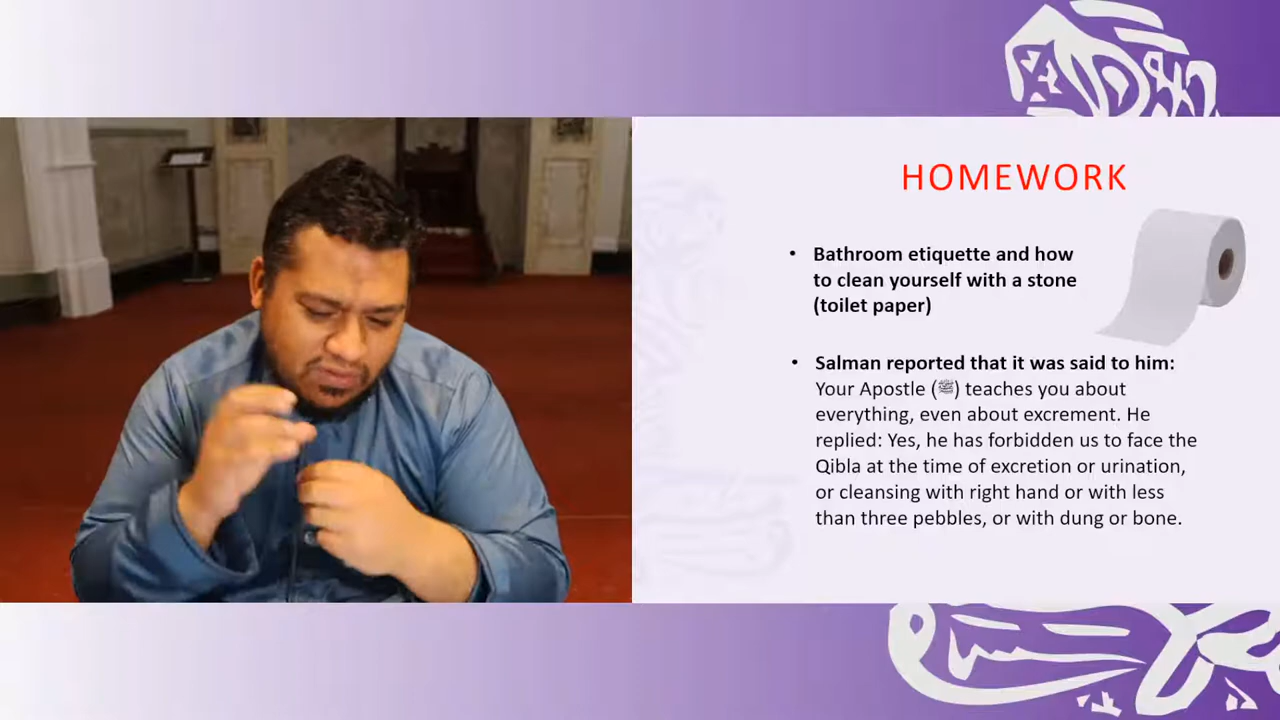 HOMEWORK
• Bathroom etiquette and how
to clean yourself with a stone
(toilet paper)
• Salman reported that it was said to him:
Your Apostle (ﷺ) teaches you about
everything, even about excrement. He
replied: Yes, he has forbidden us to face the
Qibla at the time of excretion or urination,
or cleansing with right hand or with less
than three pebbles, or with dung or bone.